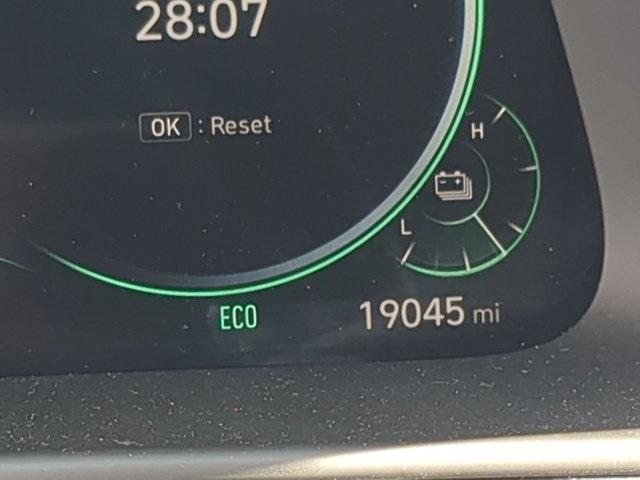 28:07
OK : Reset
H
L
ECO
19045 mi